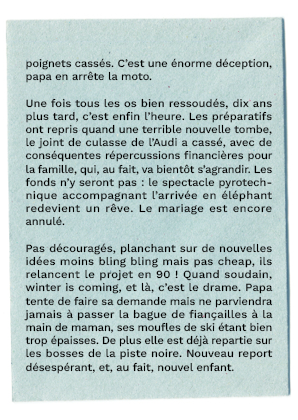 poignets cassés. C'est une énorme déception,
papa en arrête la moto.
Une fois tous les os bien ressoudés, dix ans
plus tard, c'est enfin l'heure. Les préparatifs
ont repris quand une terrible nouvelle tombe,
le joint de culasse de l'Audi a cassé, avec de
conséquentes répercussions financières pour
la famille, qui, au fait, va bientôt s'agrandir. Les
fonds n'y seront pas : le spectacle pyrotech-
nique accompagnant l'arrivée en éléphant
redevient un rêve. Le mariage est encore
annulé.
Pas découragés, planchant sur de nouvelles
idées moins bling bling mais pas cheap, ils
relancent le projet en 90 ! Quand soudain,
winter is coming, et là, c'est le drame. Papa
tente de faire sa demande mais ne parviendra
jamais à passer la bague de fiançailles à la
main de maman, ses moufles de ski étant bien
trop épaisses. De plus elle est déjà repartie sur
les bosses de la piste noire. Nouveau report
désespérant, et, au fait, nouvel enfant.